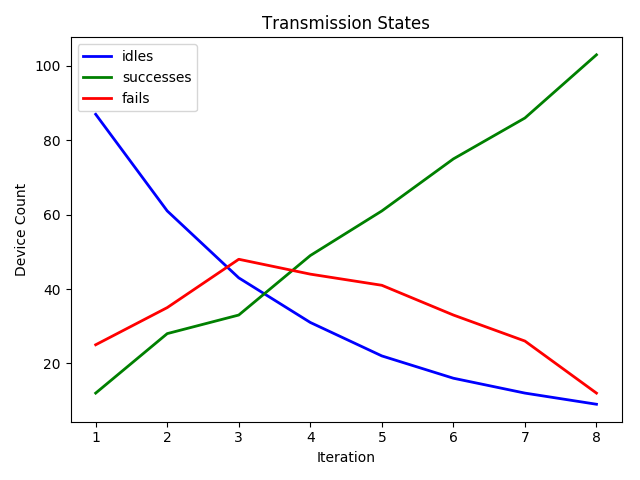 Transmission States
idles
successes
fails
100
80
60
40
20
Device Count
1 2 3 4 5 6 7 8
Iteration